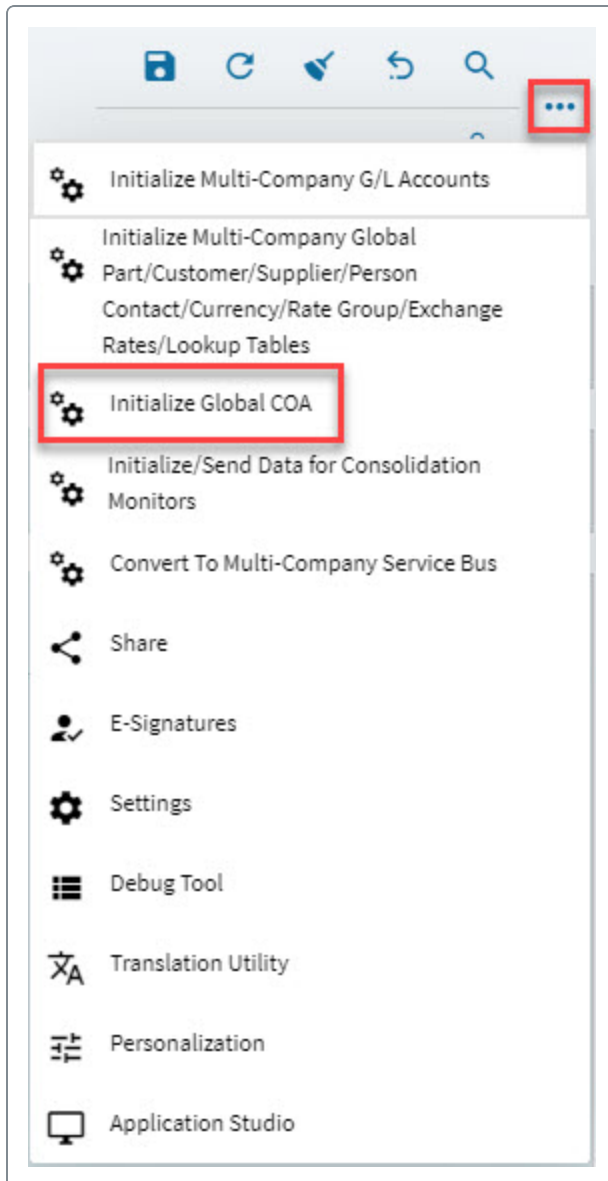 Initialize Multi-Company G/L Accounts
Initialize Multi-Company Global
Part/Customer/Supplier/Person
Contact/Currency/Rate Group/Exchange
Rates/Lookup Tables
Initialize Global COA
Initialize/Send Data for Consolidation
Monitors
Convert To Multi-Company Service Bus
Share
E-Signatures
Settings
Debug Tool
Translation Utility
Personalization
Application Studio